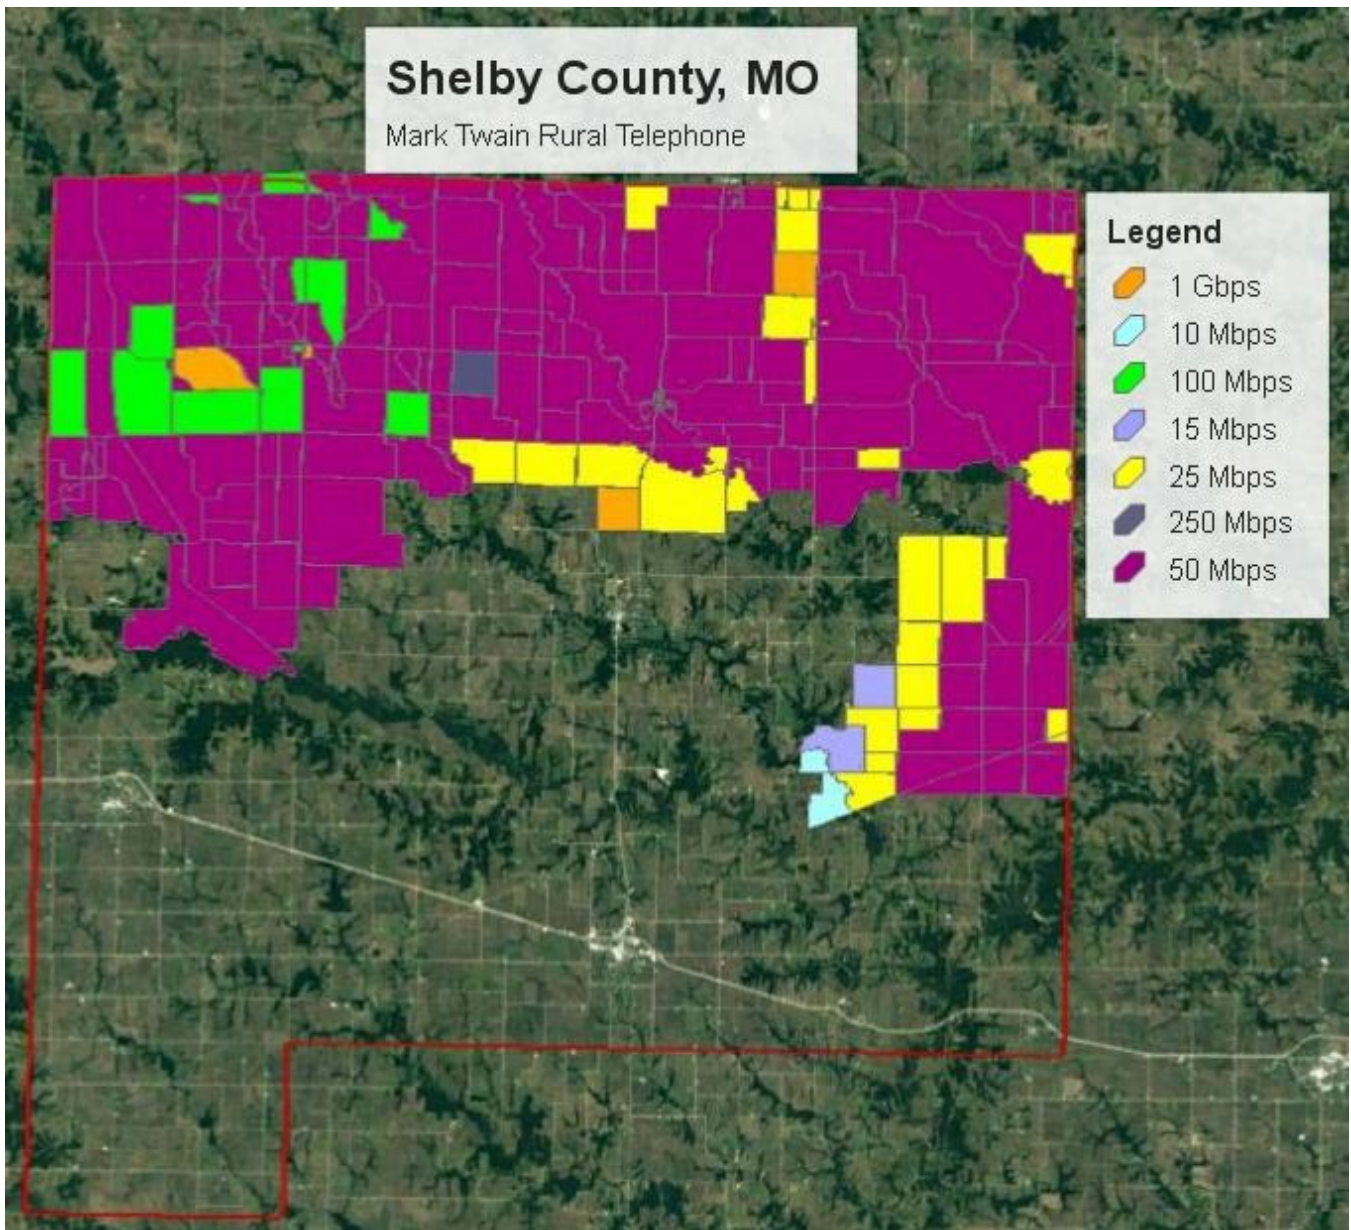 Shelby County, MO
Mark Twain Rural Telephone
Legend
1 Gbps
10 Mbps
100 Mbps
15 Mbps
25 Mbps
250 Mbps
50 Mbps